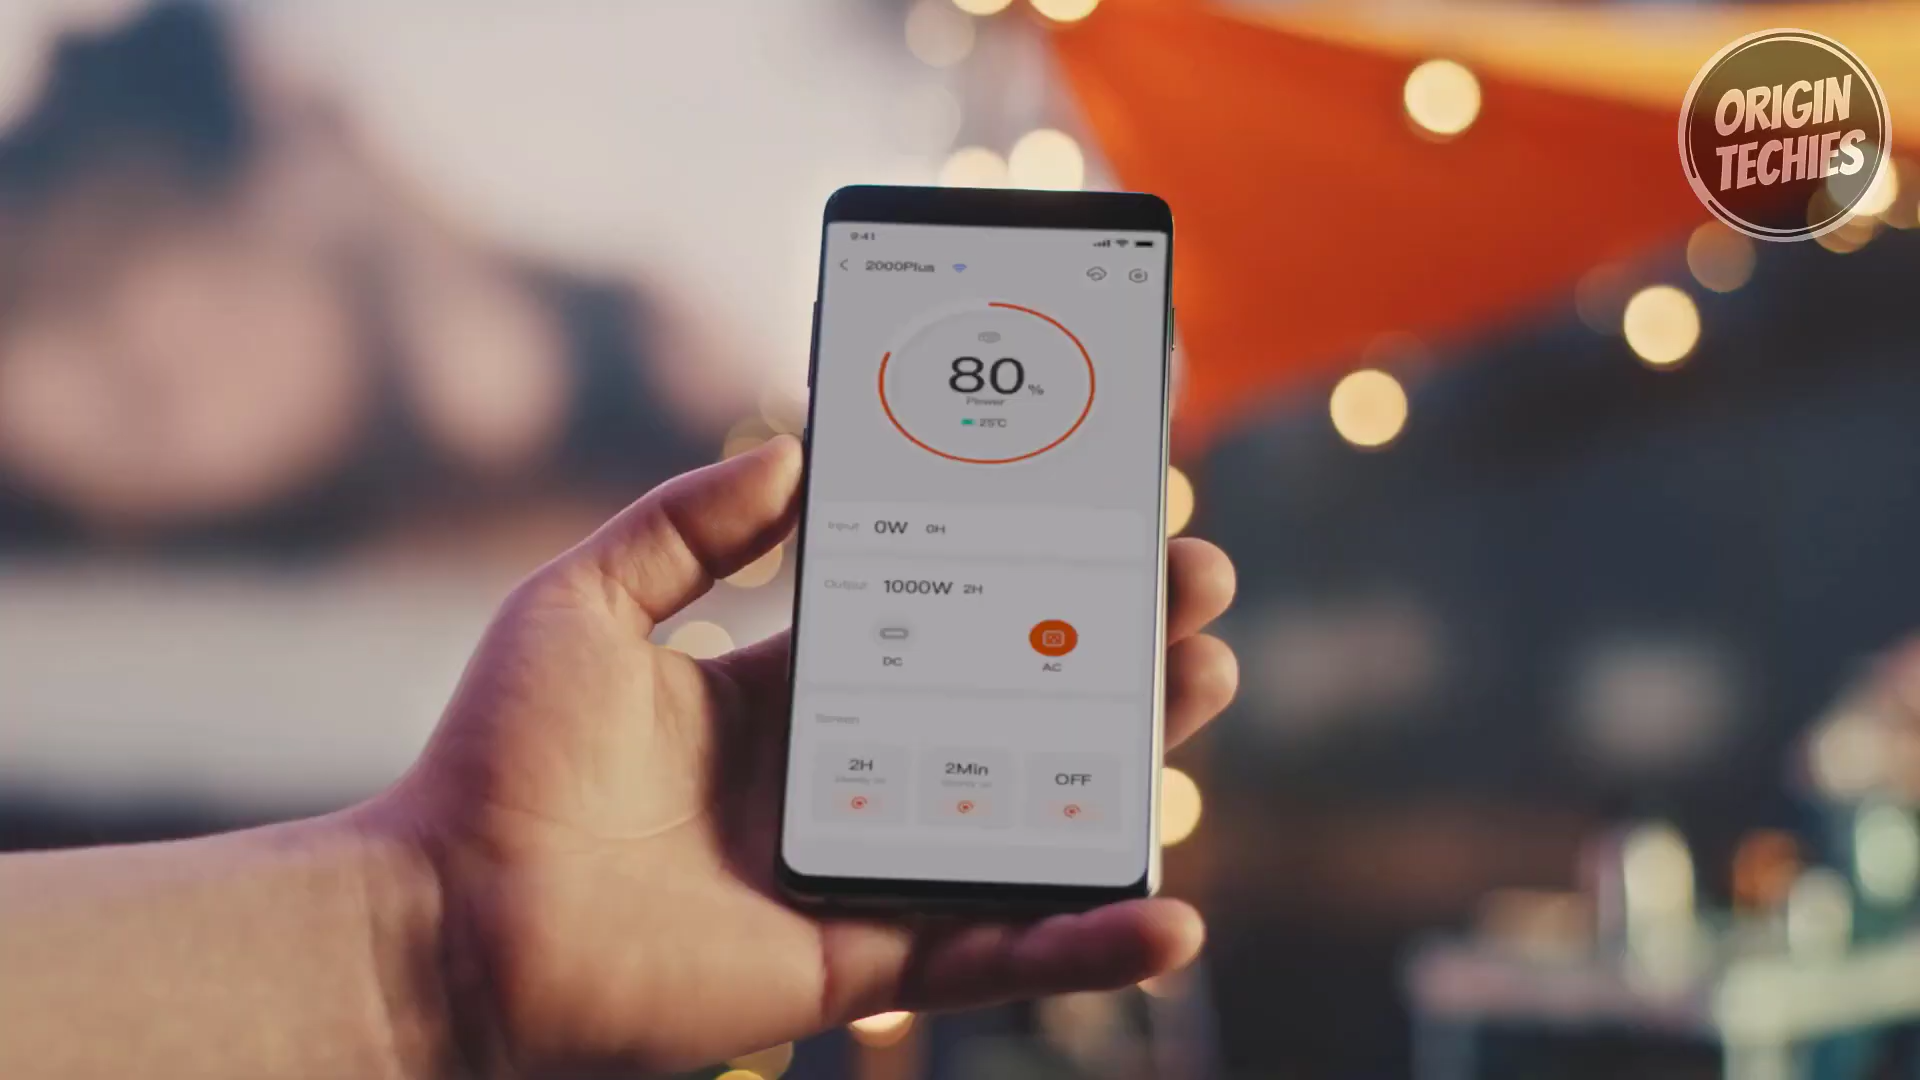 ORIGIN
TECHIES
9:41
2000Plus
80%
Power
25°C
Input 0W 0H
Output 1000W 2H
DC AC
Screen
2H 2Min OFF